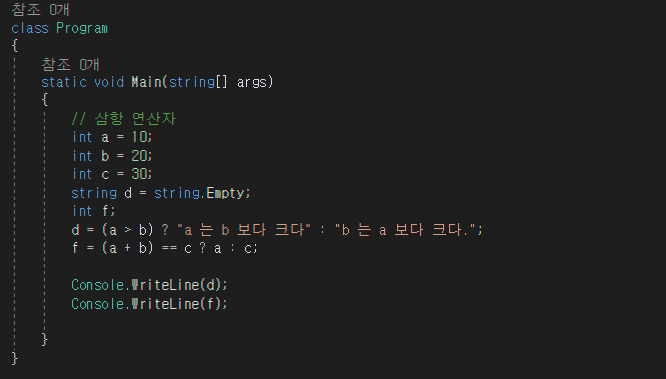 참조 0개
class Program
{
참조 0개
static void Main(string[] args)
{
// 삼항 연산자
int a = 10;
int b = 20;
int c = 30;
string d = string.Empty;
int f;
d = (a > b) ? "a 는 b 보다 크다" : "b 는 a 보다 크다.";
f = (a + b) == c ? a : c;
Console.WriteLine(d);
Console.WriteLine(f);
}
}